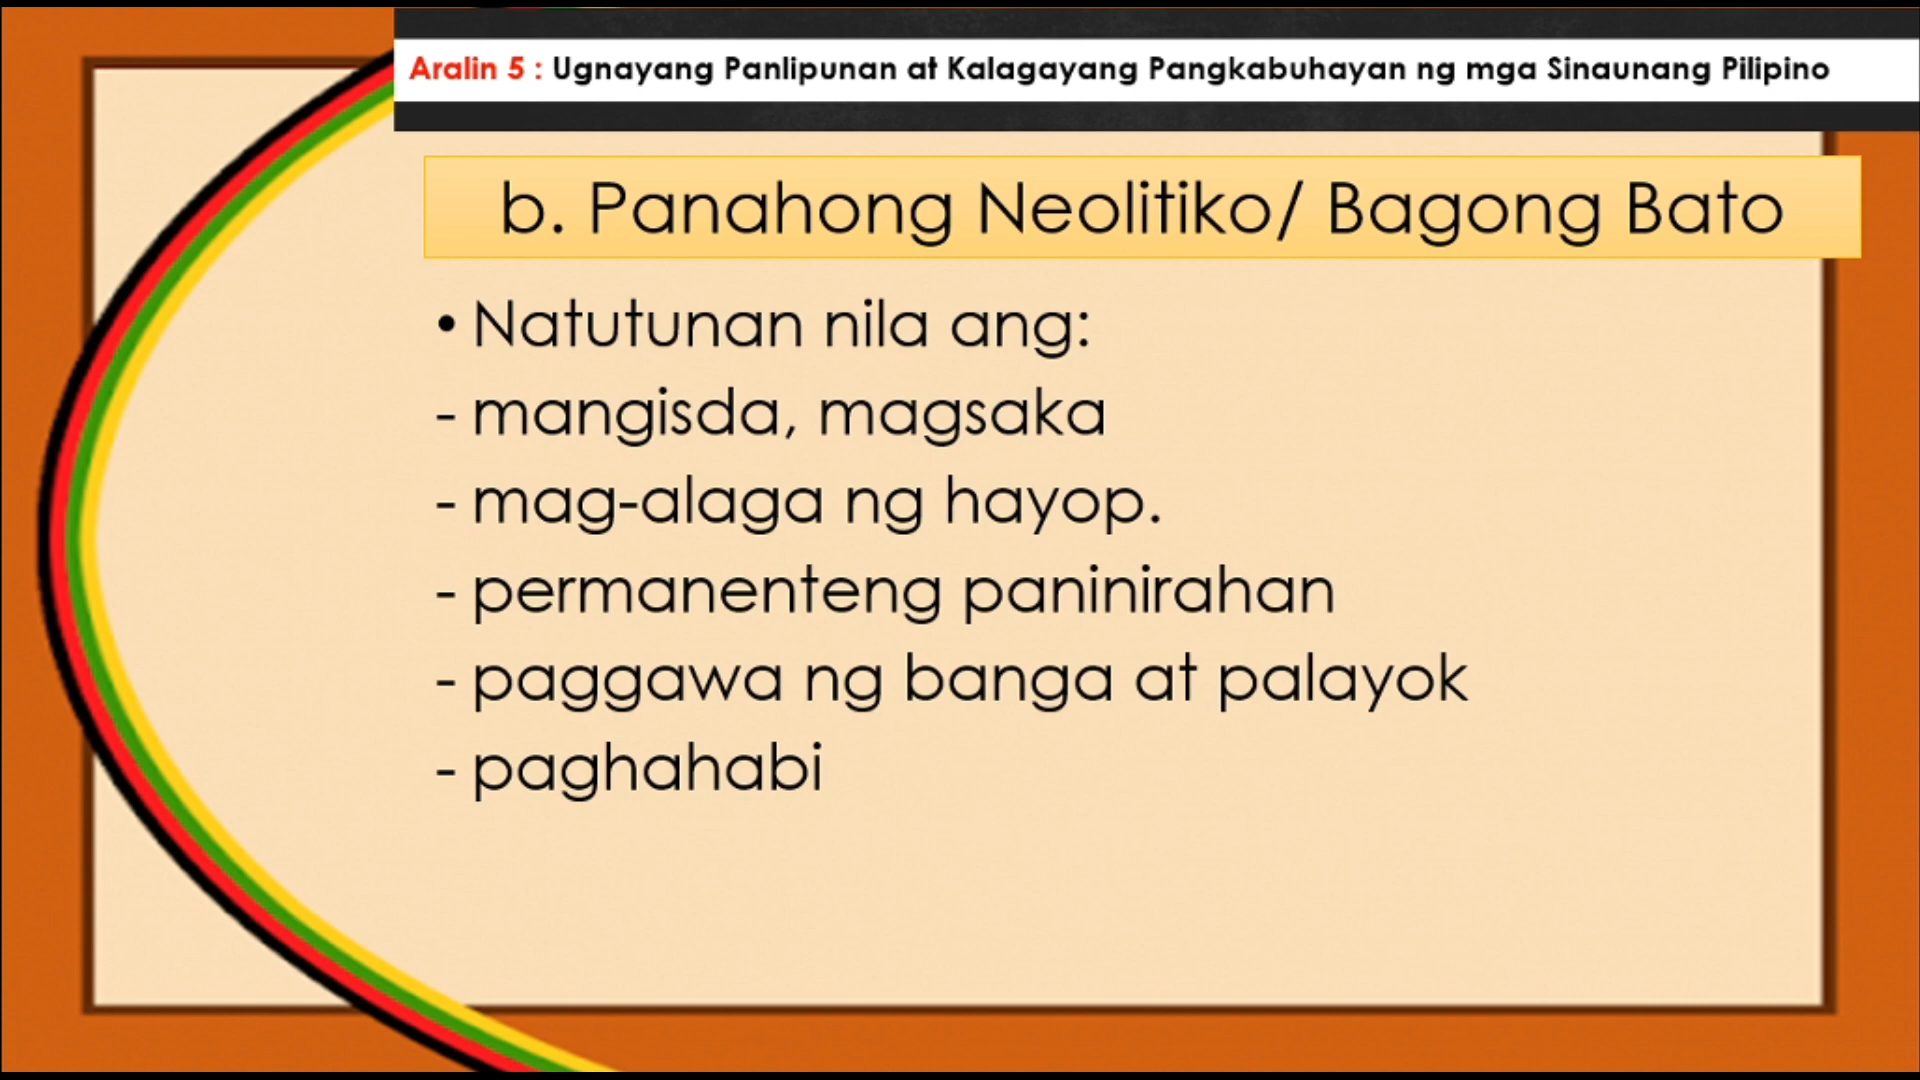 Aralin 5 : Ugnayang Panlipunan at Kalagayang Pangkabuhayan ng mga Sinaunang Pilipino
b. Panahong Neolitiko/ Bagong Bato
• Natutunan nila ang:
- mangisda, magsaka
- mag-alaga ng hayop.
- permanenteng paninirahan
- paggawa ng banga at palayok
- paghahabi